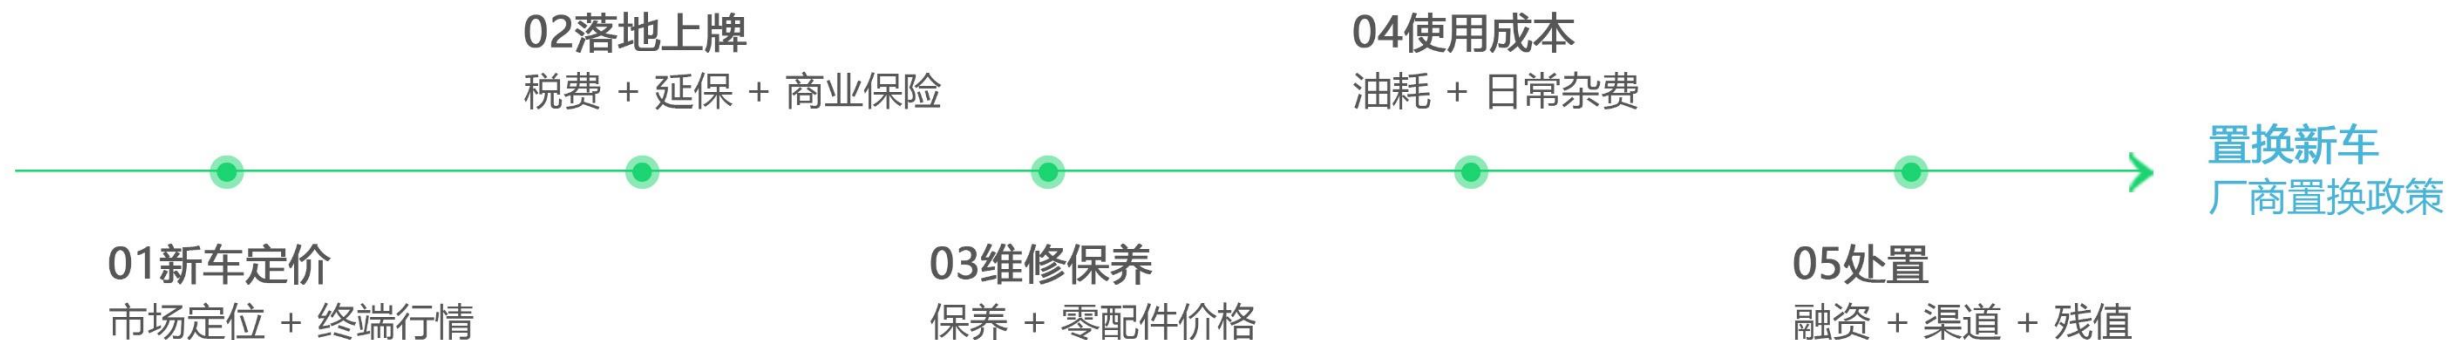 01新车定价
市场定位 + 终端行情
02落地上牌
税费 + 延保 + 商业保险
03维修保养
保养 + 零配件价格
04使用成本
油耗 + 日常杂费
05处置
融资 + 渠道 + 残值
置换新车
厂商置换政策